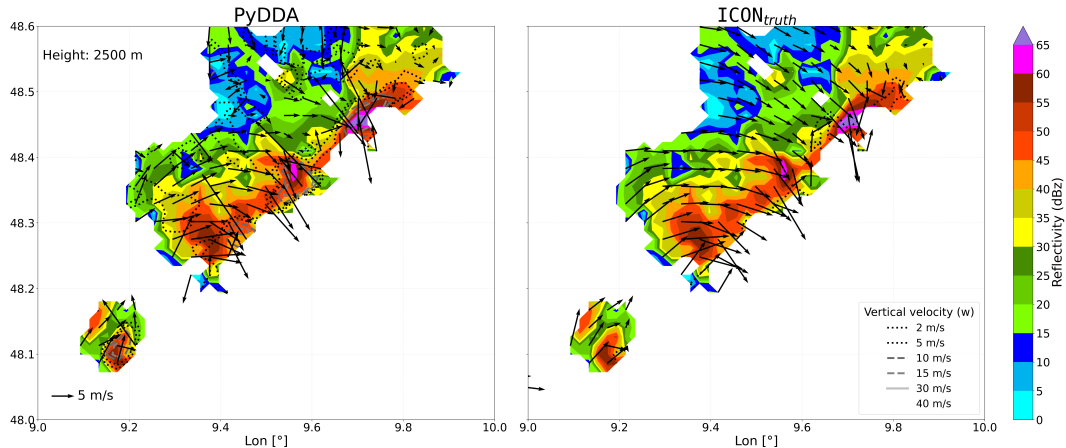 PyDDA
ICON_truth
Height: 2500 m
48.6
48.5
48.4
48.3
48.2
48.1
48.0
5 m/s
9.0
9.2
9.4
9.6
9.8
10.0
Lon [°]
9.0
9.2
9.4
9.6
9.8
10.0
Lon [°]
Vertical velocity (w)
2 m/s
5 m/s
10 m/s
15 m/s
30 m/s
40 m/s
65
60
55
50
45
40
35
30
25
20
15
10
5
0
Reflectivity (dBz)